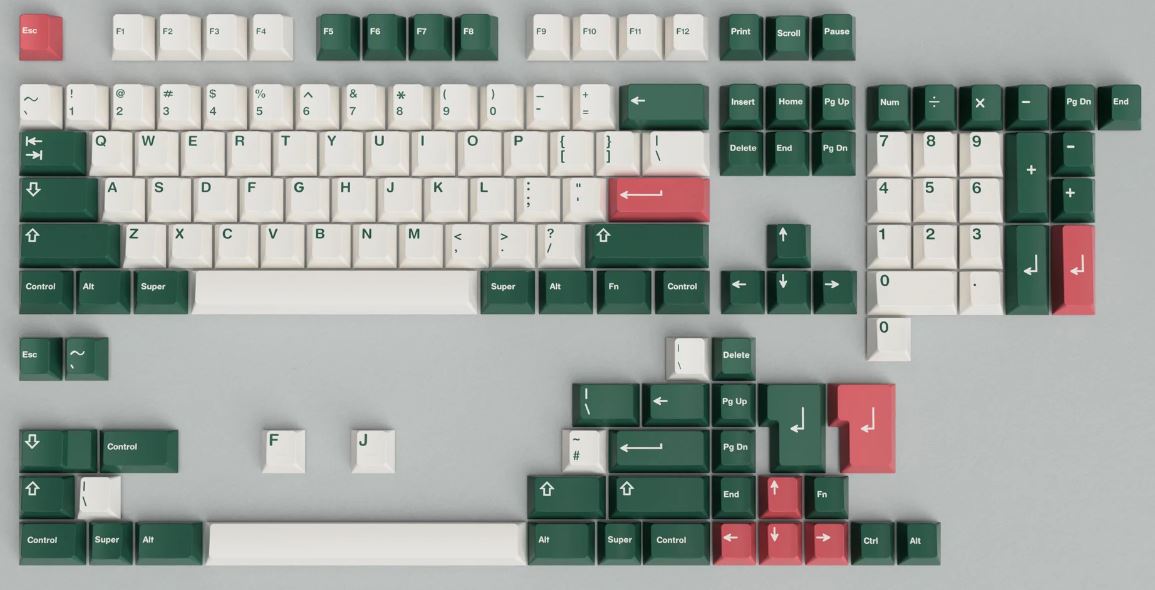 Esc F1 F2 F3 F4 F5 F6 F7 F8 F9 F10 F11 F12 Print Scroll Pause
~ ! @ # $ % ^ & * ( ) _ +
` 1 2 3 4 5 6 7 8 9 0 - = ← Insert Home Pg Up Num ÷ × - Pg Dn End
⇤ Q W E R T Y U I O P { } | 7 8 9
⇥ [ ] \ Delete End Pg Dn + -
⇩ A S D F G H J K L : " ⟵ 4 5 6 +
; '
⇧ Z X C V B N M < > ? ⇧ ↑ 1 2 3 ↵ ↵
, . /
Control Alt Super Super Alt Fn Control ← ↓ → 0 .
0
Esc ~ | Delete
` \
| ← Pg Up ↵ ↵
\
⇩ Control F J ~ ⟵ Pg Dn
#
⇧ | ⇧ ⇧ End ↑ Fn
\
Control Super Alt Alt Super Control ← ↓ → Ctrl Alt